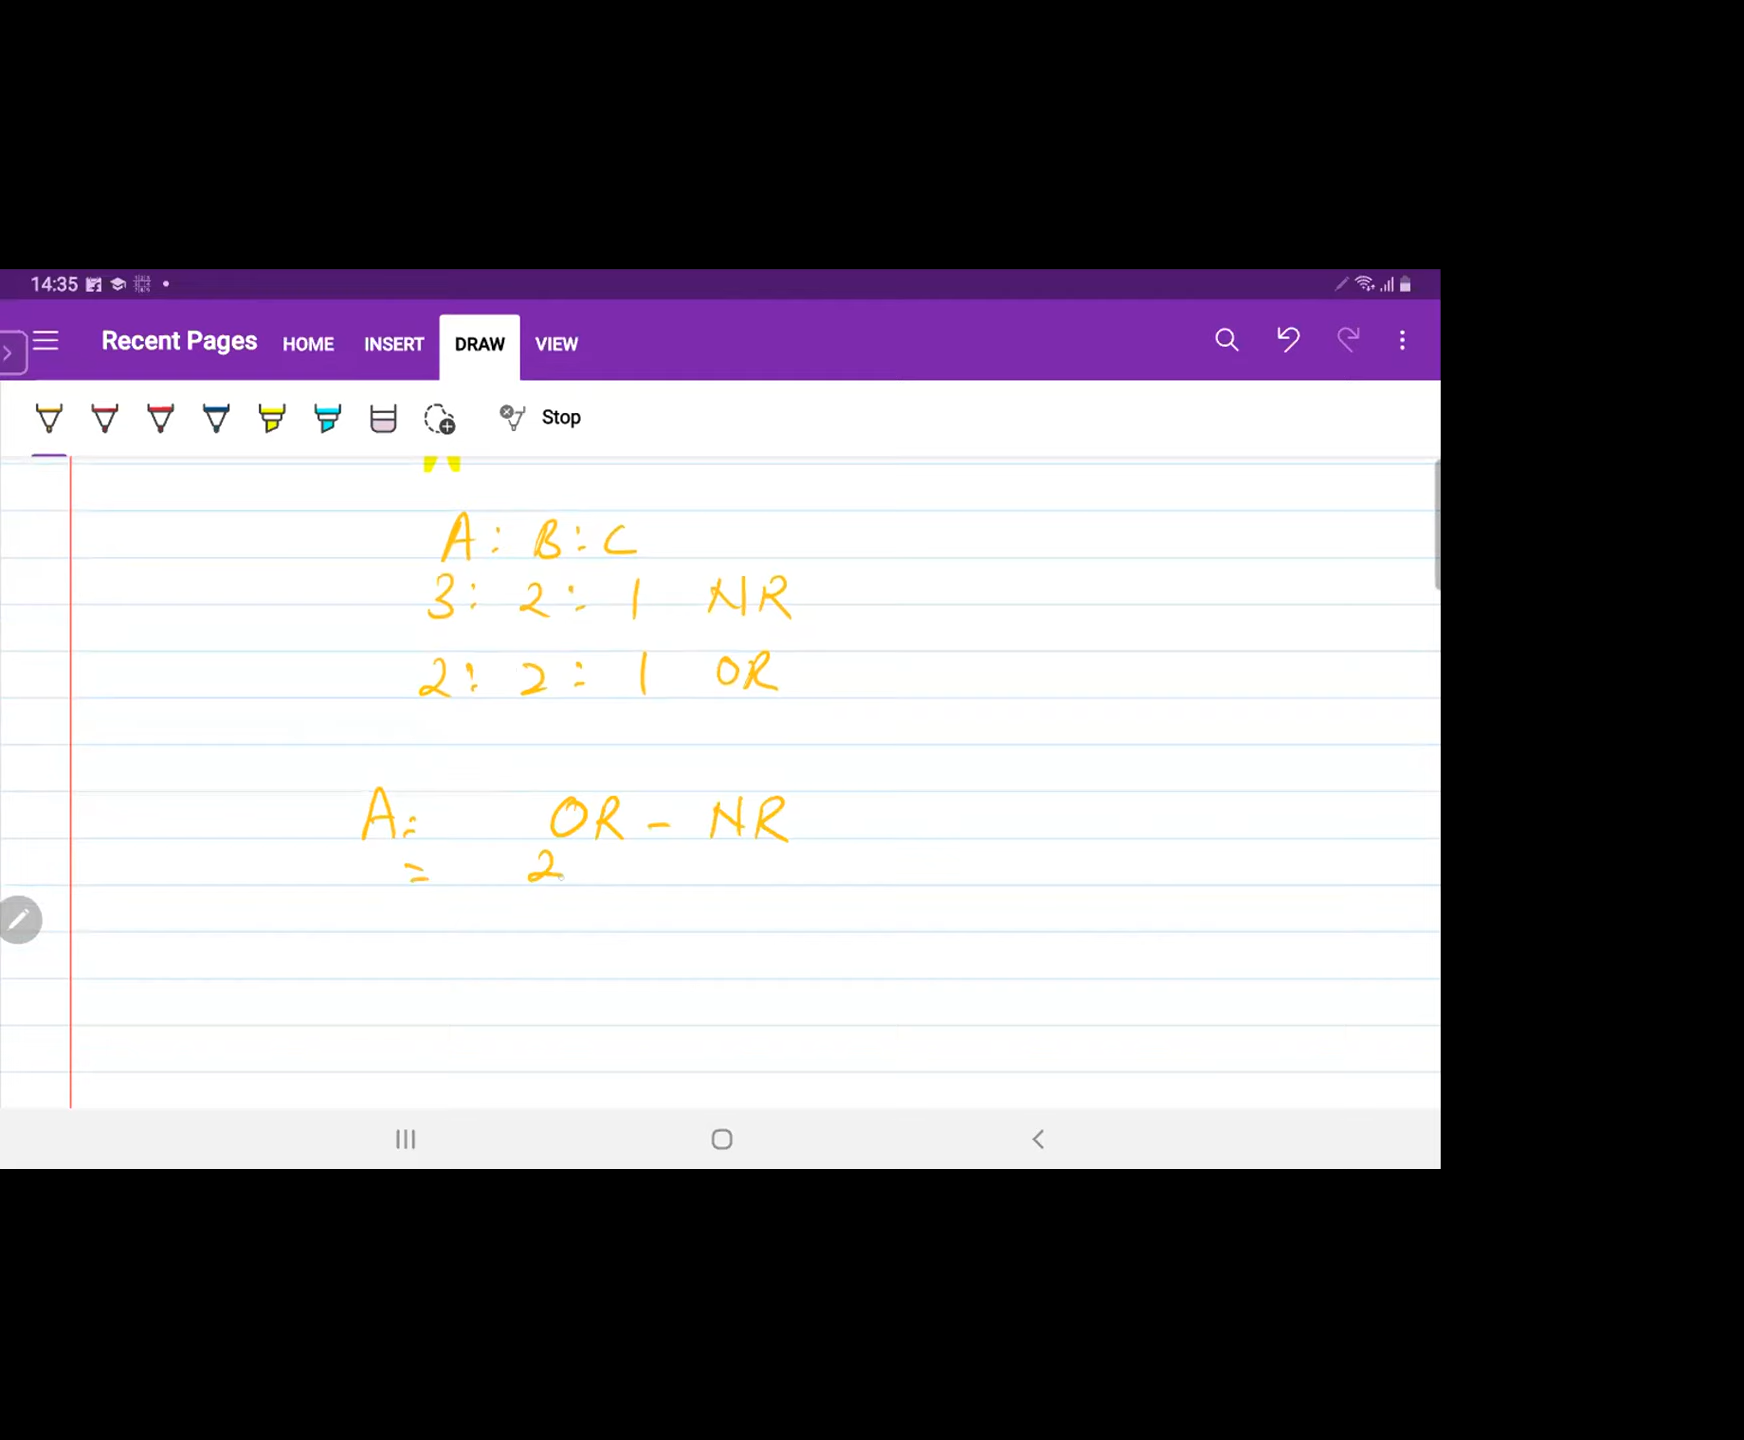 14:35
Recent Pages HOME INSERT DRAW VIEW
Stop
A : B : C
3 : 2 : 1 NR
2 : 2 : 1 OR
A: OR - NR
= 2